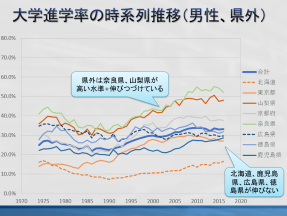 大学進学率の時系列推移(男性、県外)
80.0%
70.0%
60.0%
50.0%
40.0%
30.0%
20.0%
10.0%
0.0%
1970
1975
1980
1985
1990
1995
2000
2005
2010
2015
2020
県外は奈良県、山梨県が
高い水準+伸びつづけている
合計
北海道
東京都
山梨県
京都府
奈良県
広島県
徳島県
鹿児島県
北海道、鹿児島
県、広島県、徳
島県が伸びない